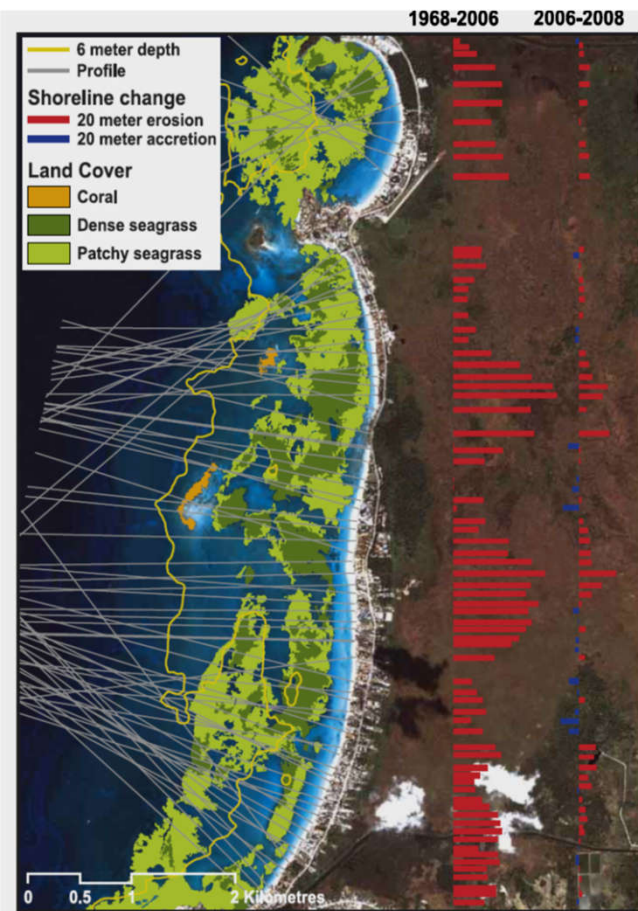 1968-2006 2006-2008
6 meter depth
Profile
Shoreline change
20 meter erosion
20 meter accretion
Land Cover
Coral
Dense seagrass
Patchy seagrass
0 0.5 1 2 Kilometres